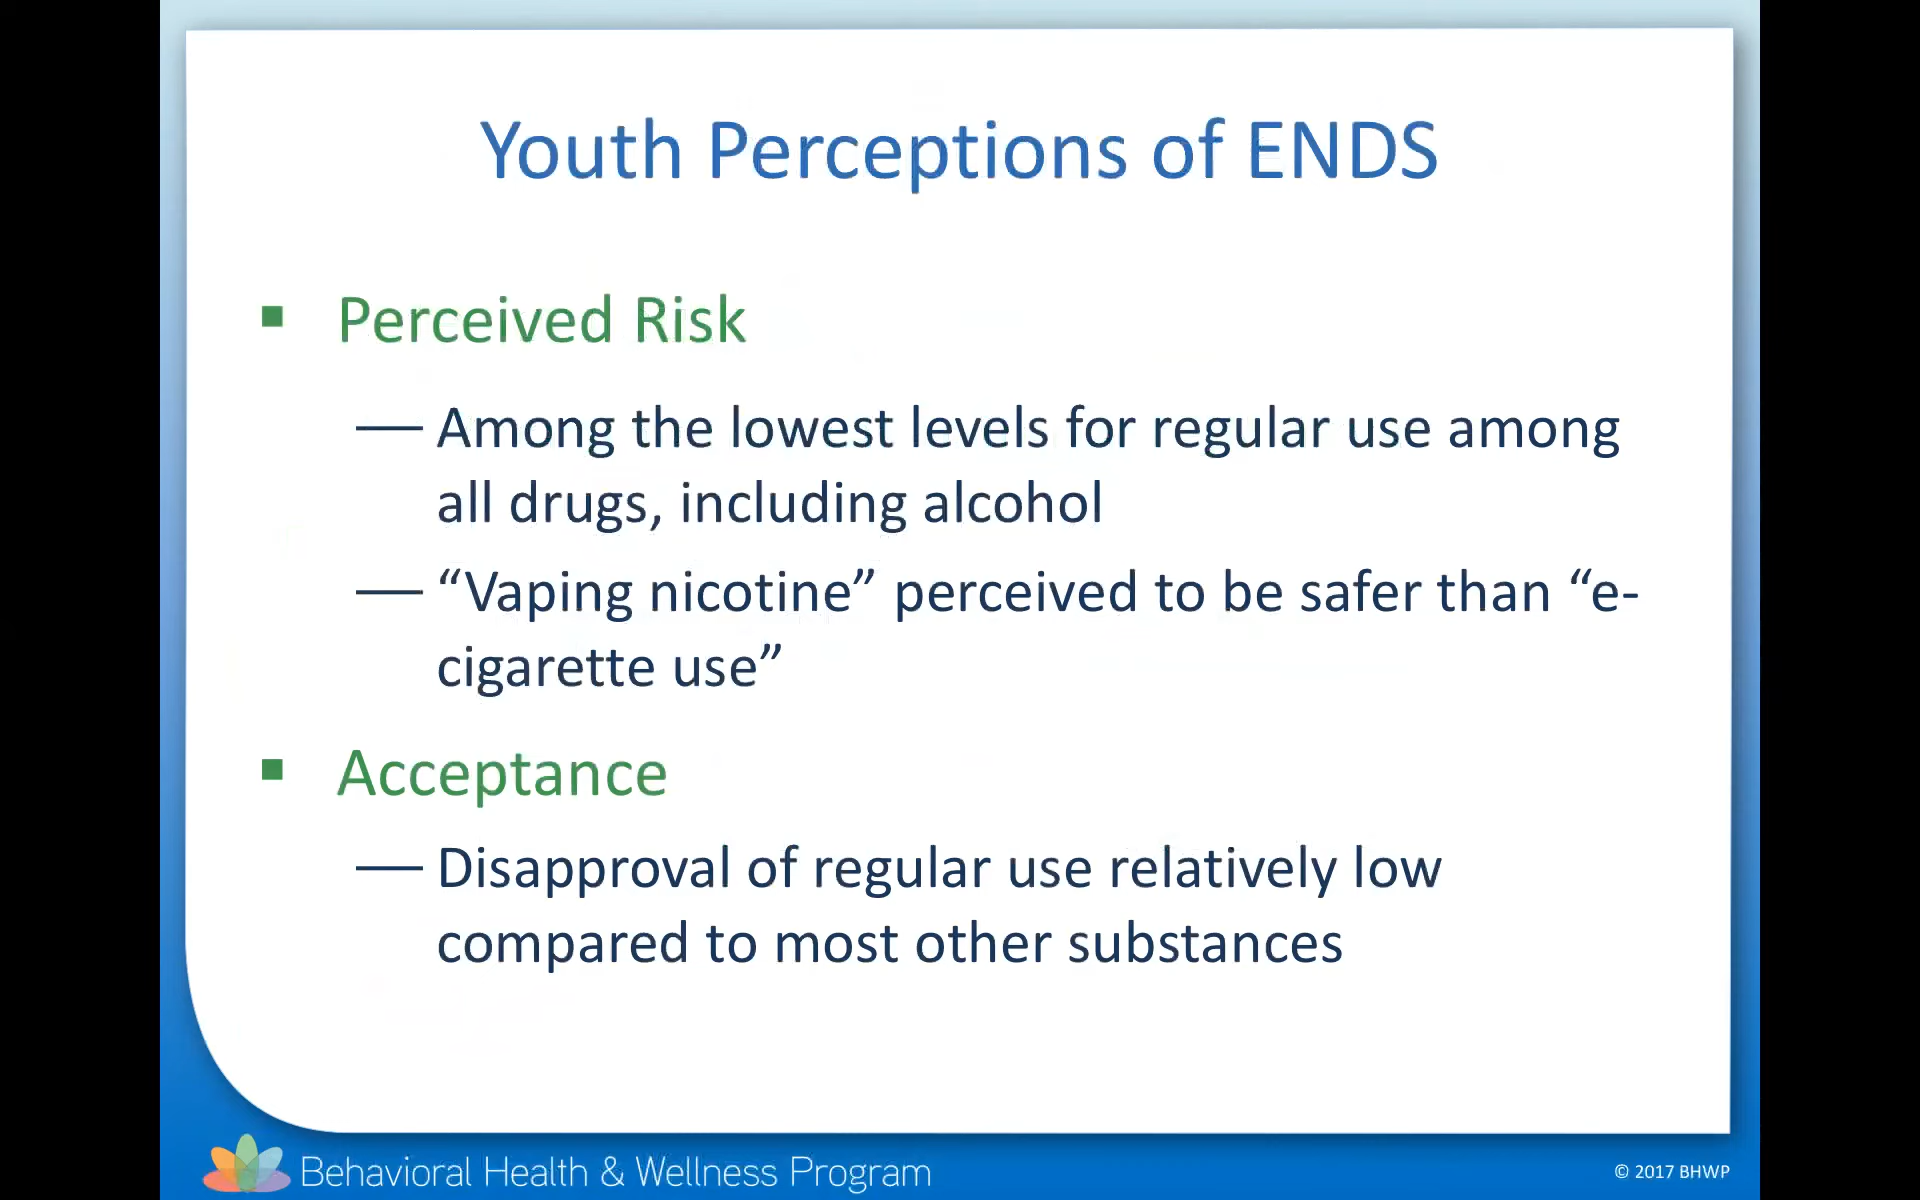 Youth Perceptions of ENDS
▪ Perceived Risk
— Among the lowest levels for regular use among
all drugs, including alcohol
— “Vaping nicotine” perceived to be safer than “e-
cigarette use”
▪ Acceptance
— Disapproval of regular use relatively low
compared to most other substances
Behavioral Health & Wellness Program
© 2017 BHWP